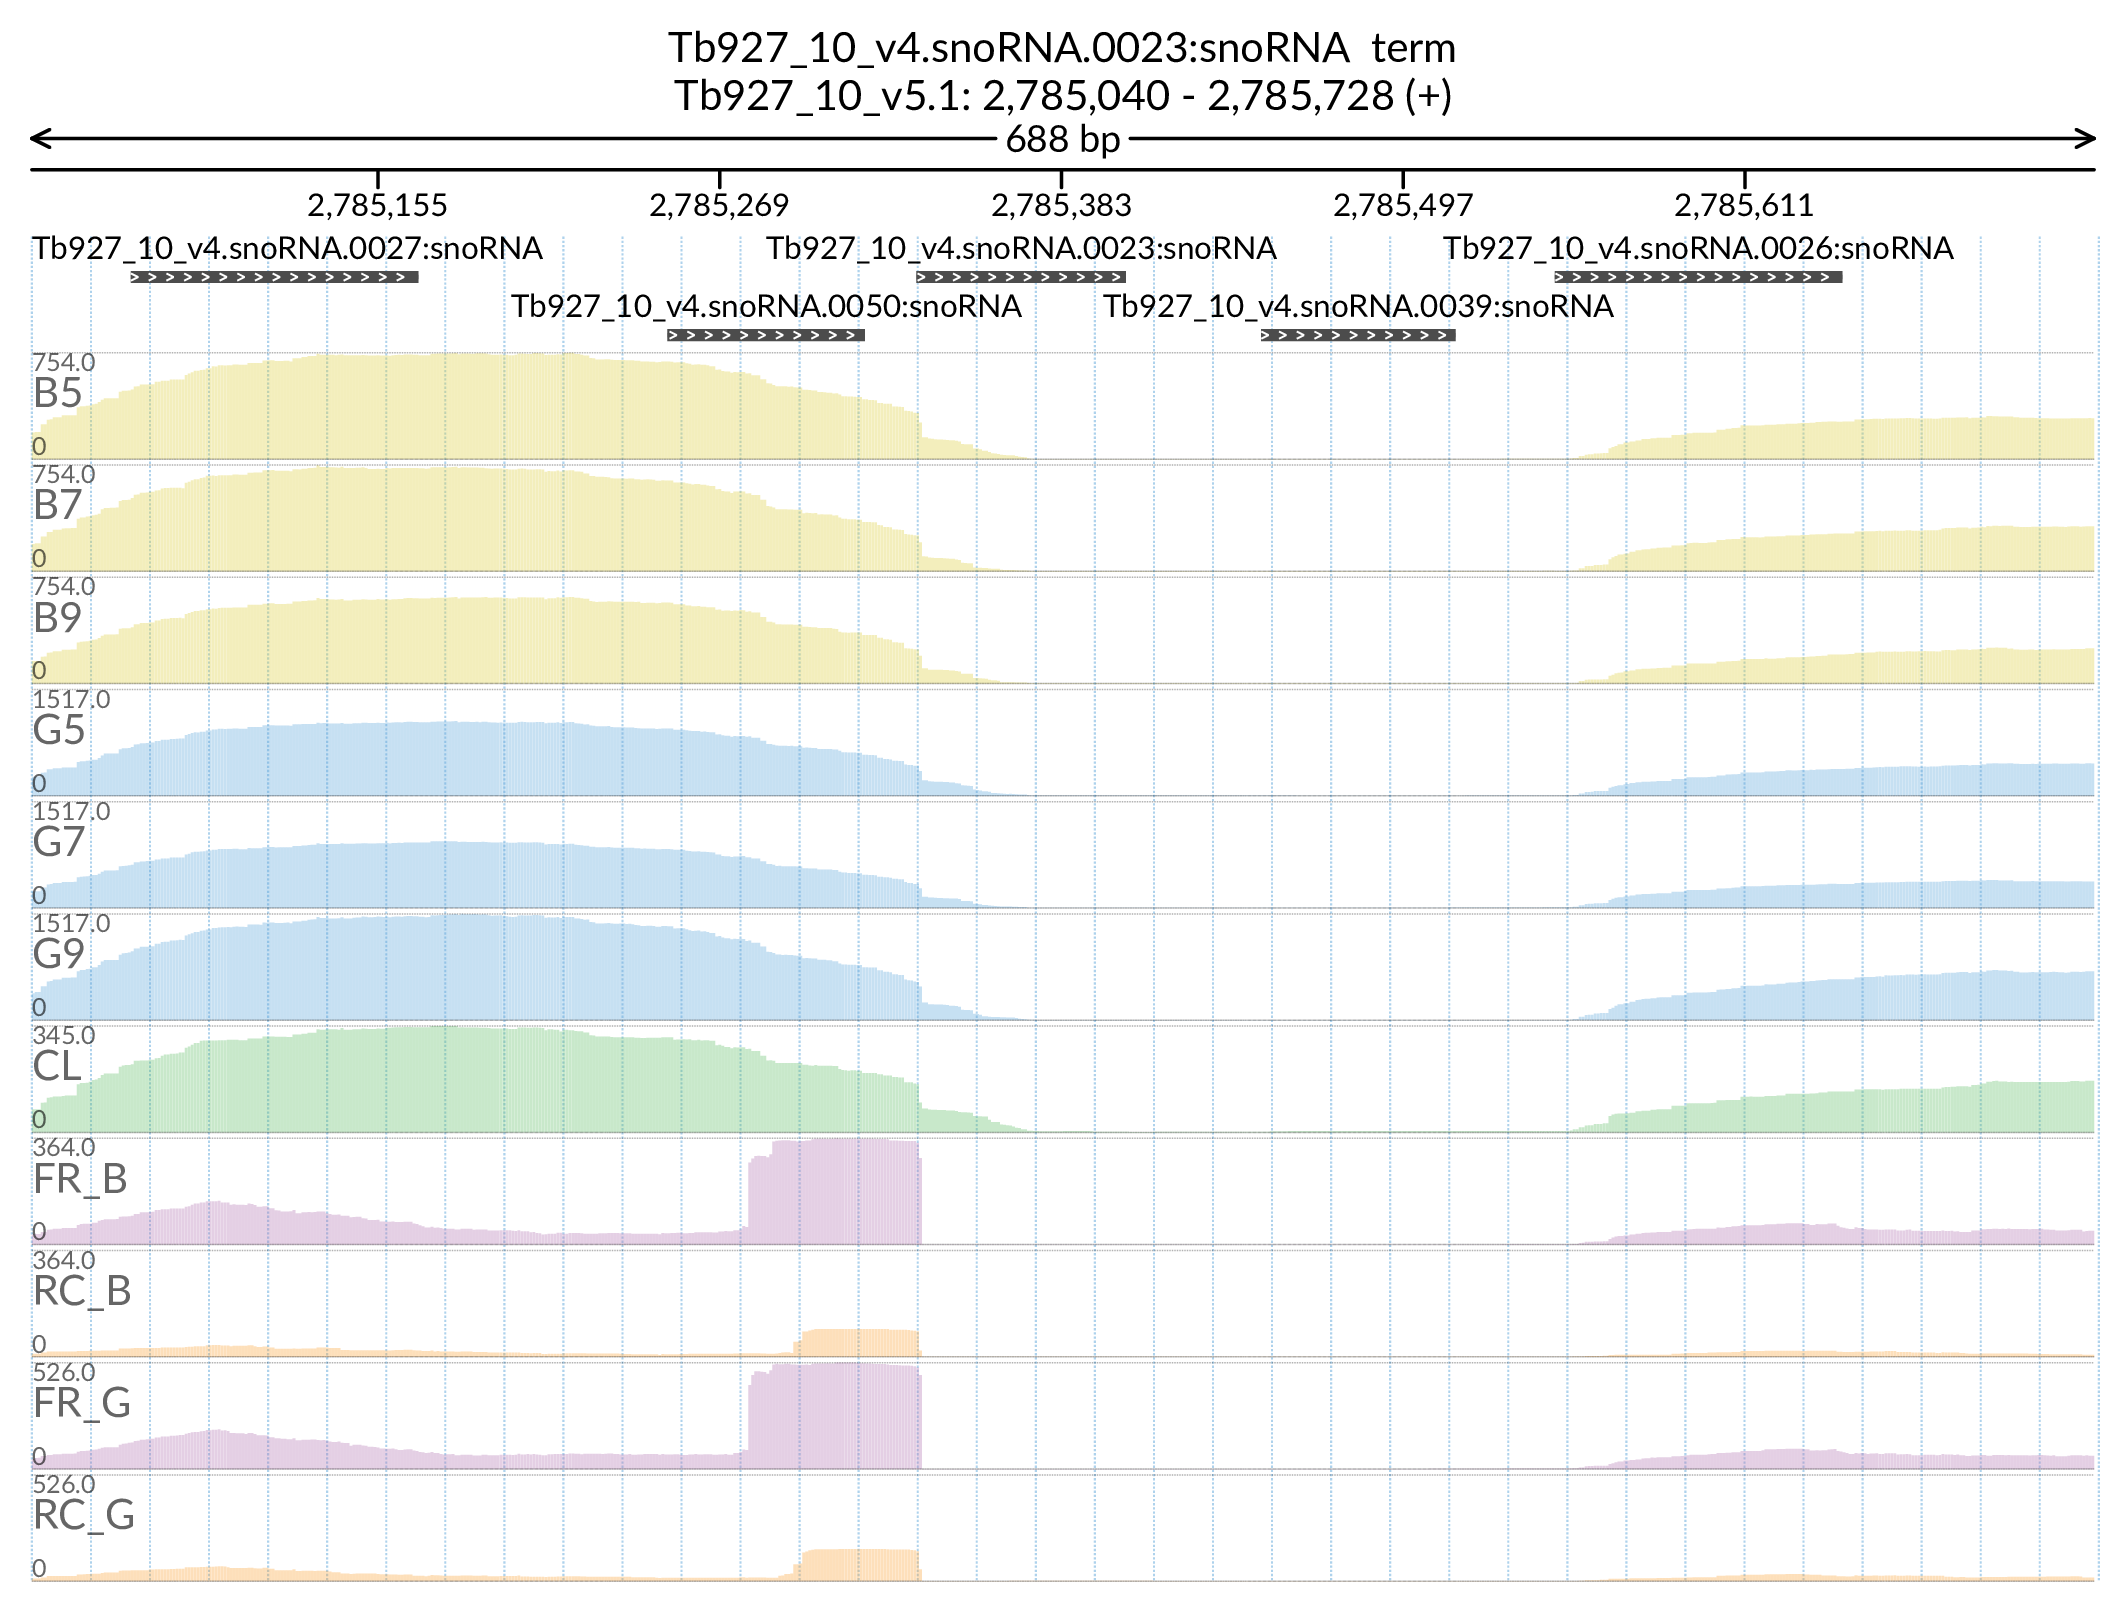 Tb927_10_v4.snoRNA.0023:snoRNA term
Tb927_10_v5.1: 2,785,040 - 2,785,728 (+)
688 bp
2,785,155 2,785,269 2,785,383 2,785,497 2,785,611
Tb927_10_v4.snoRNA.0027:snoRNA Tb927_10_v4.snoRNA.0023:snoRNA Tb927_10_v4.snoRNA.0026:snoRNA
Tb927_10_v4.snoRNA.0050:snoRNA Tb927_10_v4.snoRNA.0039:snoRNA
754.0
B5
0
754.0
B7
0
754.0
B9
0
1517.0
G5
0
1517.0
G7
0
1517.0
G9
0
345.0
CL
0
364.0
FR_B
0
364.0
RC_B
0
526.0
FR_G
0
526.0
RC_G
0